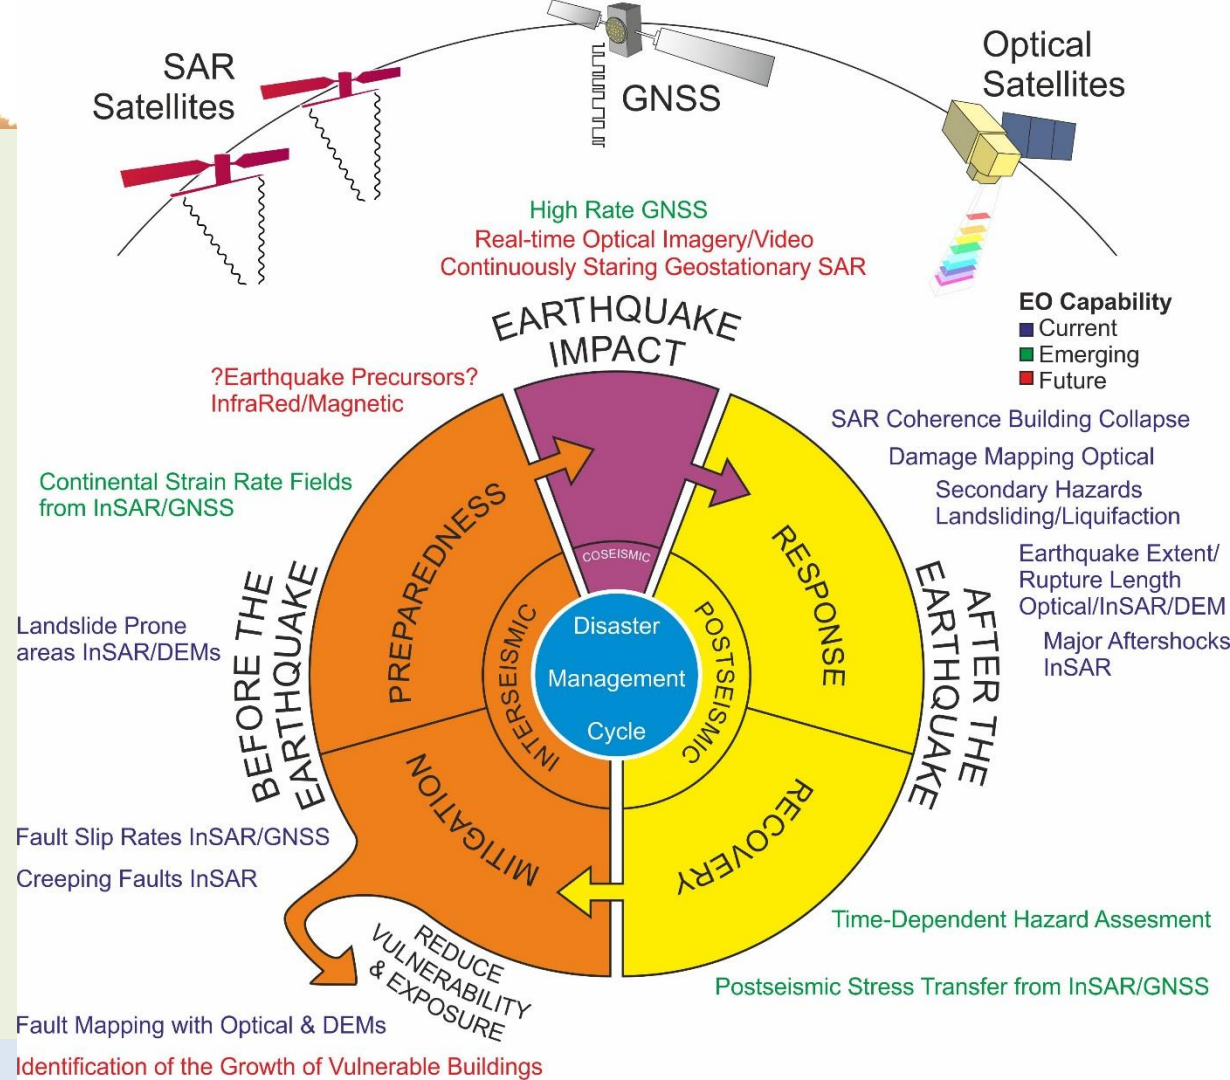 SAR
Satellites
GNSS
Optical
Satellites
High Rate GNSS
Real-time Optical Imagery/Video
Continuously Staring Geostationary SAR
EARTHQUAKE
IMPACT
EO Capability
Current
Emerging
Future
?Earthquake Precursors?
InfraRed/Magnetic
Continental Strain Rate Fields
from InSAR/GNSS
Landslide Prone
areas InSAR/DEMs
BEFORE THE
EARTHQUAKE
Fault Slip Rates InSAR/GNSS
Creeping Faults InSAR
Fault Mapping with Optical & DEMs
Identification of the Growth of Vulnerable Buildings
PREPAREDNESS
MITIGATION
INTERSEISMIC
REDUCE
VULNERABILITY
& EXPOSURE
COSEISMIC
Disaster
Management
Cycle
POSTSEISMIC
RESPONSE
RECOVERY
AFTER THE
EARTHQUAKE
SAR Coherence Building Collapse
Damage Mapping Optical
Secondary Hazards
Landsliding/Liquifaction
Earthquake Extent/
Rupture Length
Optical/InSAR/DEM
Major Aftershocks
InSAR
Time-Dependent Hazard Assesment
Postseismic Stress Transfer from InSAR/GNSS